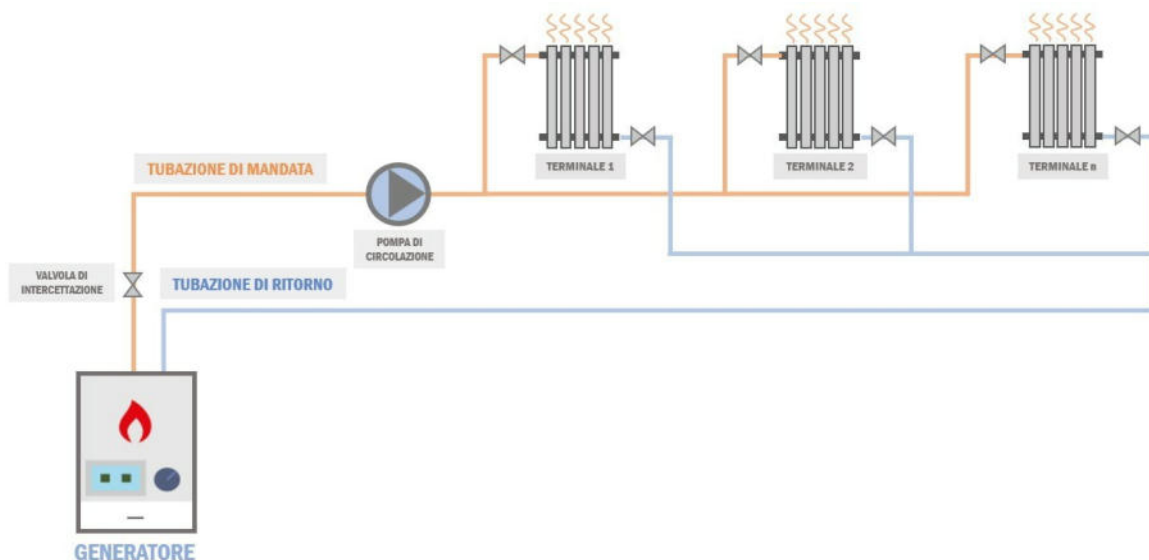 TERMINALE 1
TERMINALE 2
TERMINALE n
TUBAZIONE DI MANDATA
POMPA DI
CIRCOLAZIONE
VALVOLA DI
INTERCETTAZIONE
TUBAZIONE DI RITORNO
GENERATORE